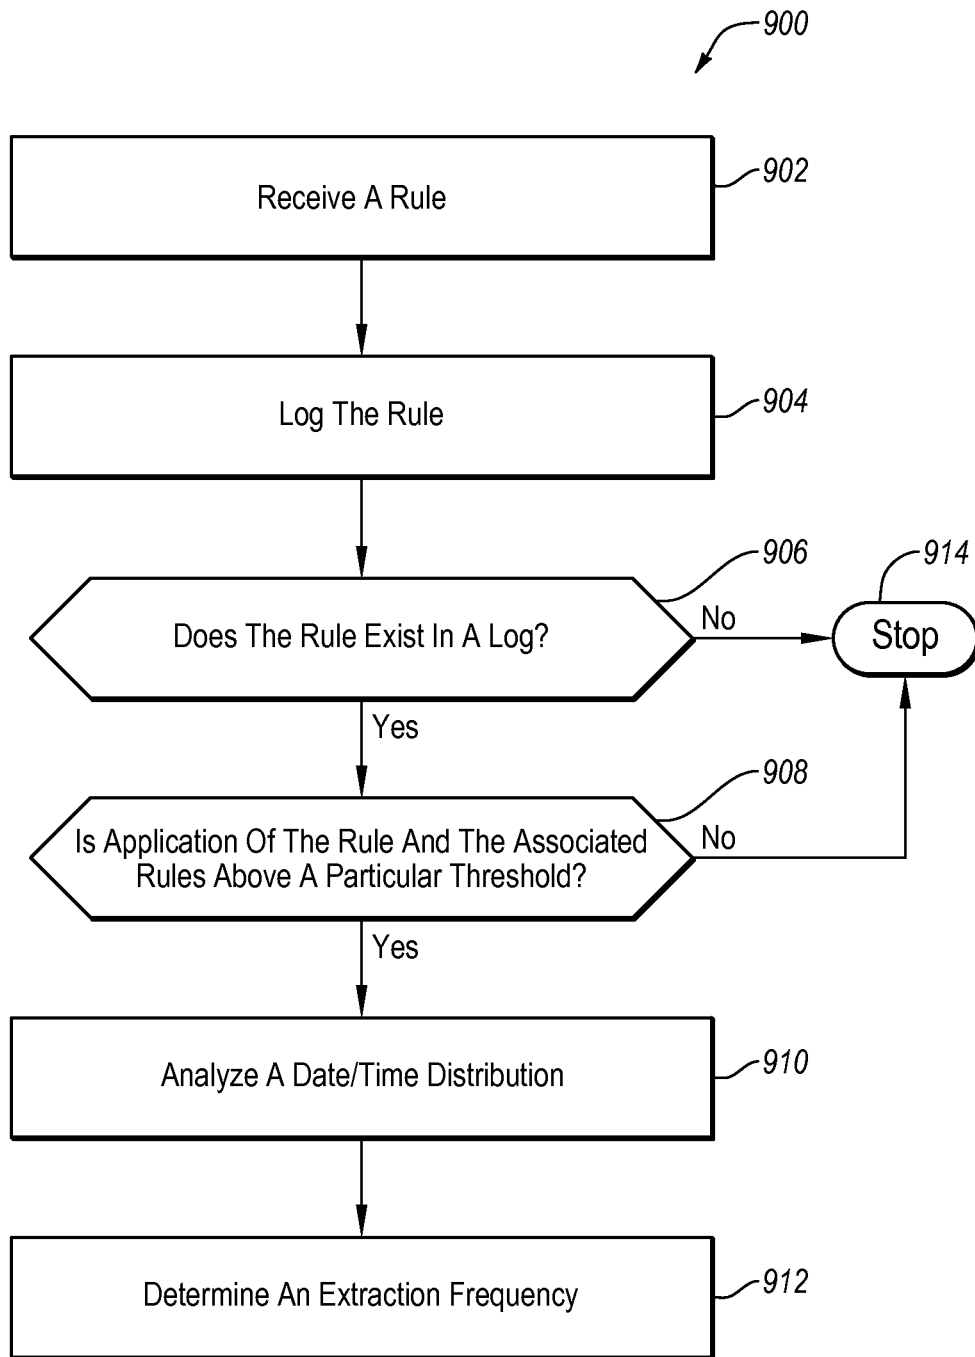 900
Receive A Rule
902
Log The Rule
904
906
914
Does The Rule Exist In A Log?
No
Stop
Yes
908
Is Application Of The Rule And The Associated
Rules Above A Particular Threshold?
No
Yes
Analyze A Date/Time Distribution
910
Determine An Extraction Frequency
912